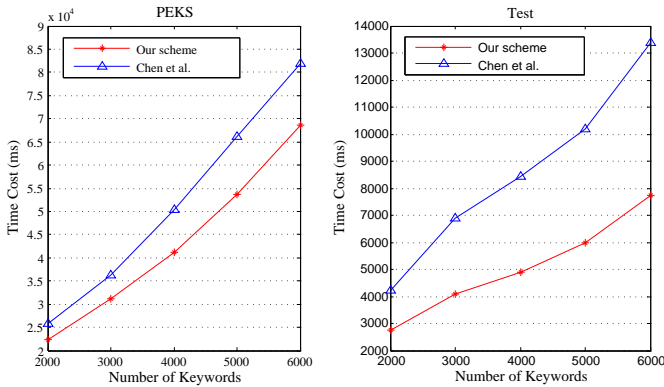 PEKS
x 10⁴
9
8.5
8
7.5
7
6.5
6
5.5
5
4.5
4
3.5
3
2.5
2
Time Cost (ms)
Our scheme
Chen et al.
2000 3000 4000 5000 6000
Number of Keywords
Test
14000
13000
12000
11000
10000
9000
8000
7000
6000
5000
4000
3000
2000
Time Cost (ms)
Our scheme
Chen et al.
2000 3000 4000 5000 6000
Number of Keywords